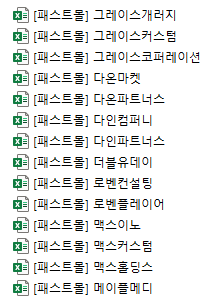 [패스트몰] 그레이스개러지
[패스트몰] 그레이스커스텀
[패스트몰] 그레이스코퍼레이션
[패스트몰] 다온마켓
[패스트몰] 다온파트너스
[패스트몰] 다인컴퍼니
[패스트몰] 다인파트너스
[패스트몰] 더블유데이
[패스트몰] 로벤컨설팅
[패스트몰] 로벤플레이어
[패스트몰] 맥스이노
[패스트몰] 맥스커스텀
[패스트몰] 맥스홀딩스
[패스트몰] 메이플메디